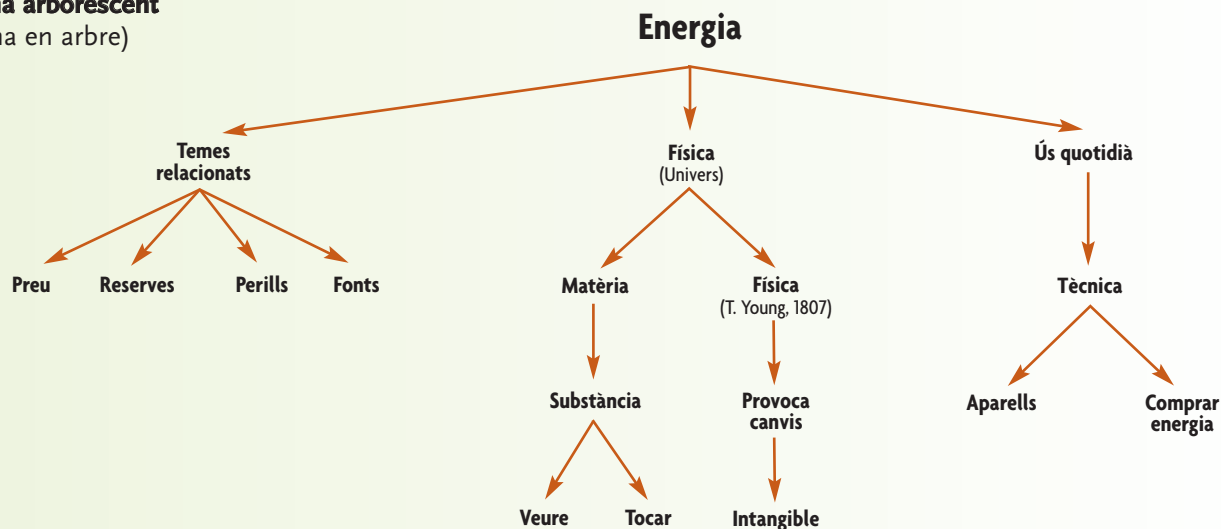 arborescent
en arbre)
Energia
Temes
relacionats
Física
(Univers)
Ús quotidià
Preu
Reserves
Perills
Fonts
Matèria
Física
(T. Young, 1807)
Tècnica
Substància
Provoca
canvis
Aparells
Comprar
energia
Veure
Tocar
Intangible